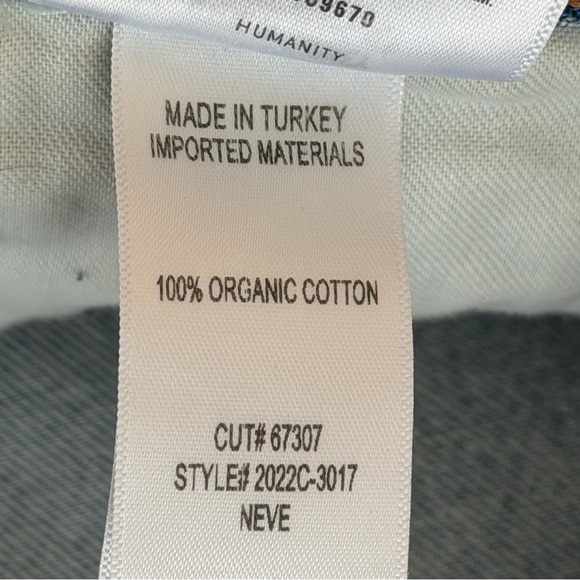 HUMANITY
MADE IN TURKEY
IMPORTED MATERIALS
100% ORGANIC COTTON
CUT# 67307
STYLE# 2022C-3017
NEVE